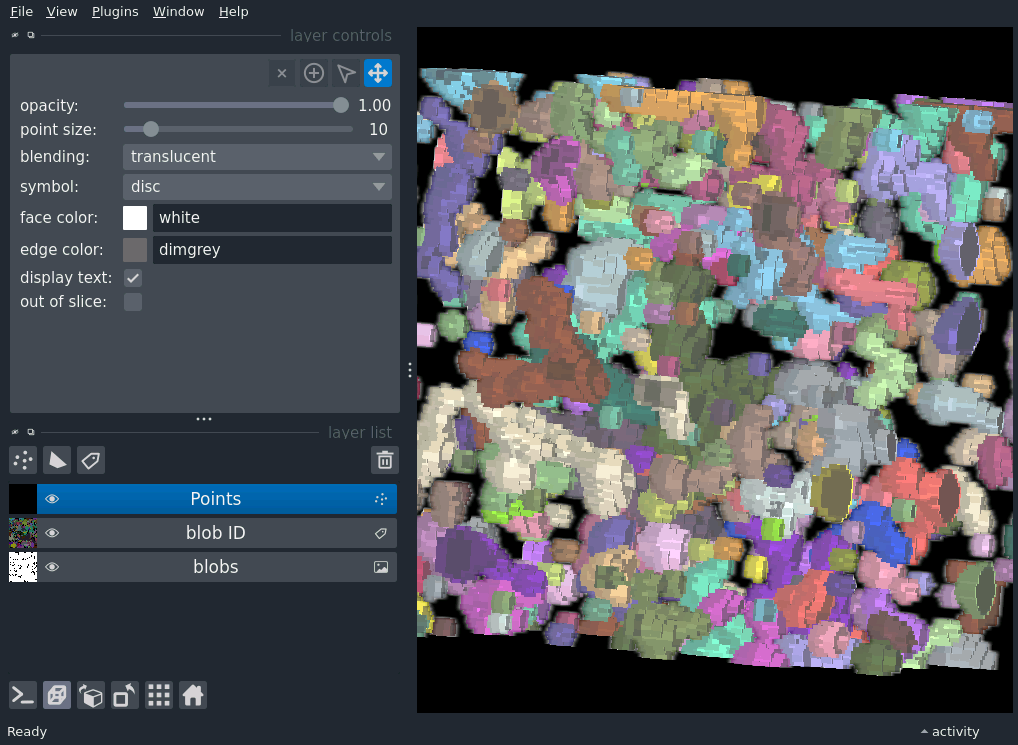 File View Plugins Window Help
layer controls
opacity: 1.00
point size: 10
blending: translucent
symbol: disc
face color: white
edge color: dimgrey
display text:
out of slice:
layer list
Points
blob ID
blobs
Ready activity